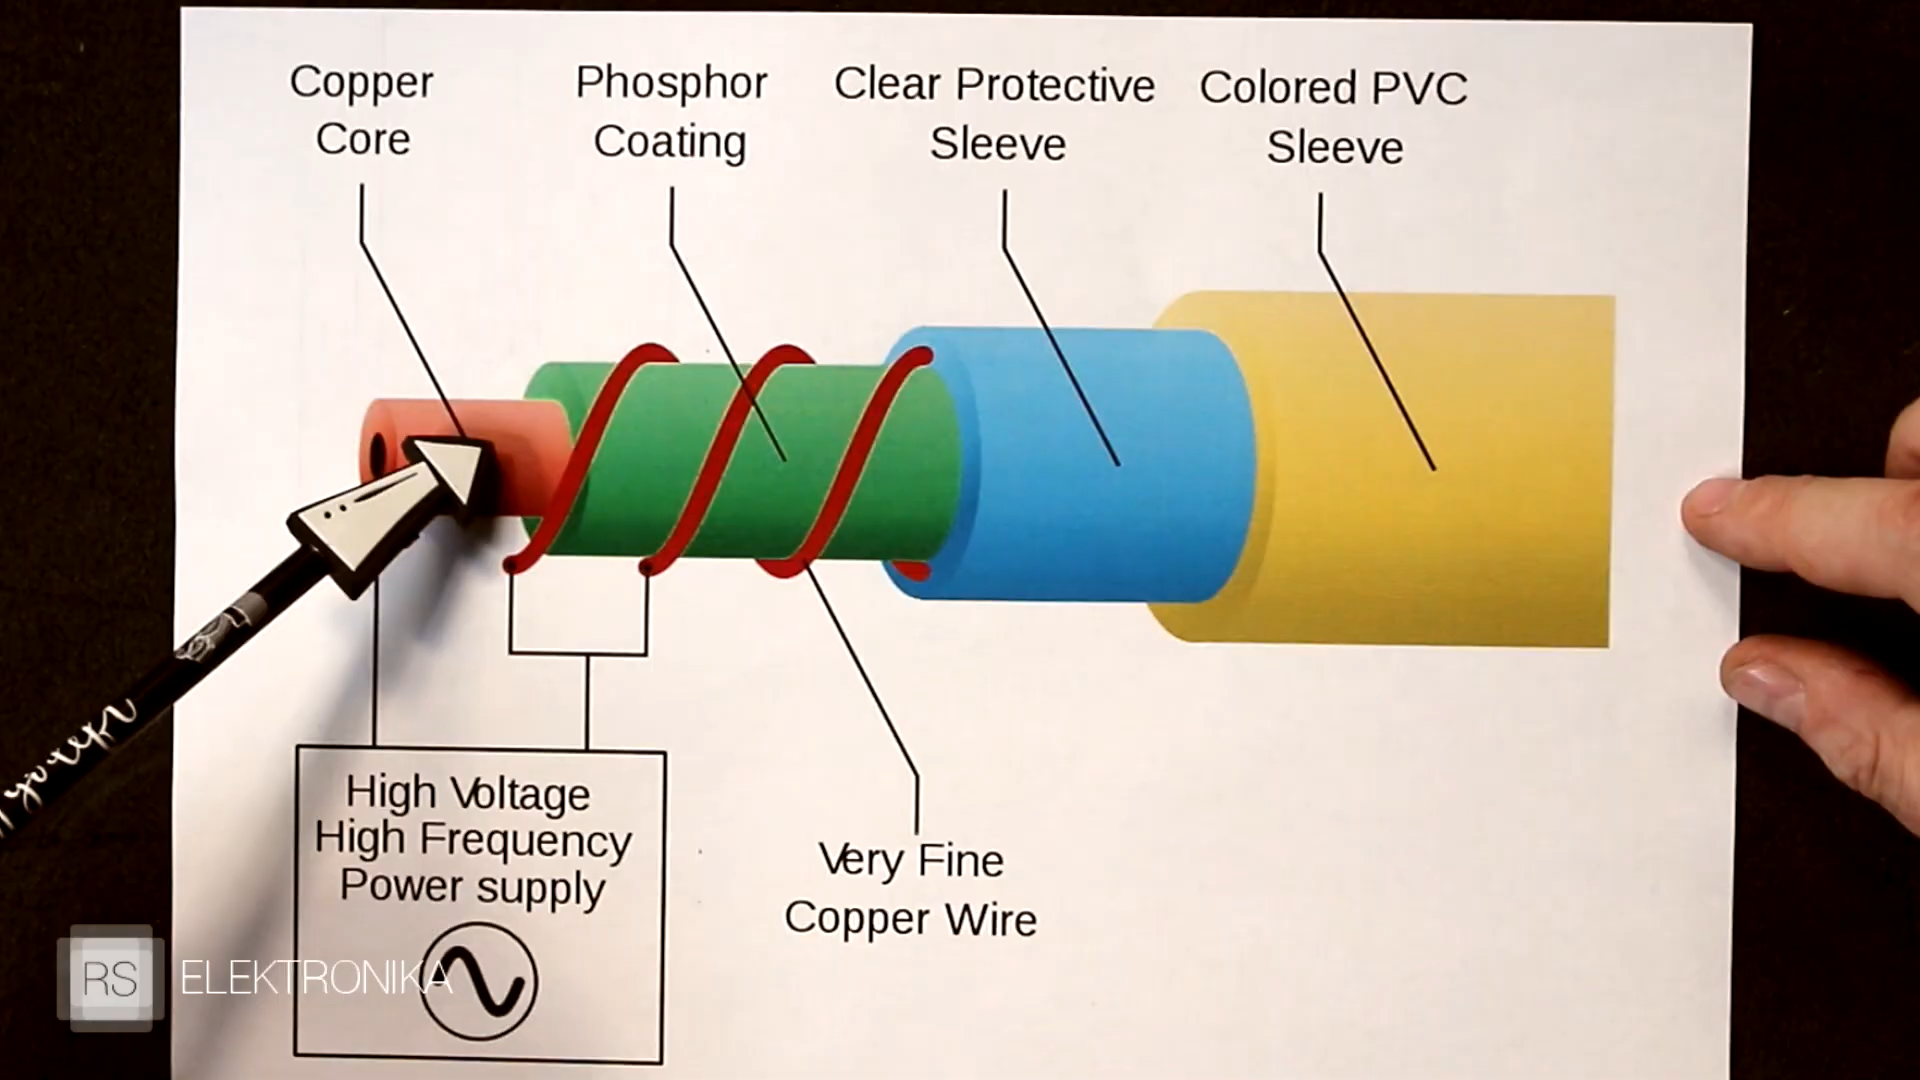 Copper
Core
Phosphor
Coating
Clear Protective
Sleeve
Colored PVC
Sleeve
High Voltage
High Frequency
Power supply
Very Fine
Copper Wire
RS ELEKTRONIKA